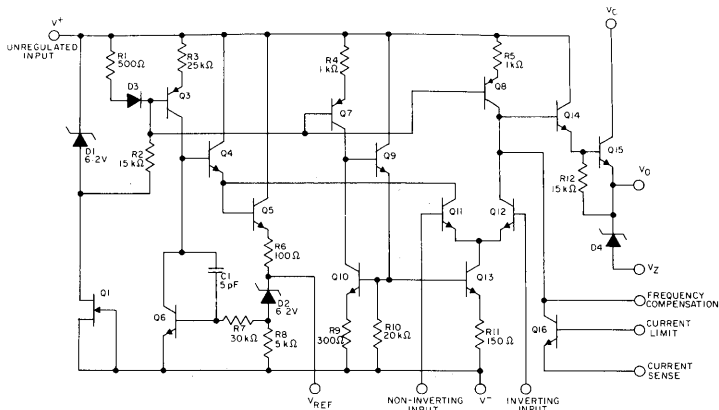 V+
UNREGULATED
INPUT
R1
500Ω
R3
25kΩ
D3
Q3
R4
1kΩ
Q7
R5
1kΩ
Q8
VC
Q14
Q15
D1
6.2V
R2
15kΩ
Q4
Q9
R12
15kΩ
VO
Q5
Q11
Q12
D4
R6
100Ω
VZ
Q1
C1
5pF
D2
6.2V
Q10
Q13
FREQUENCY
COMPENSATION
Q6
R7
30kΩ
R8
5kΩ
R9
300Ω
R10
20kΩ
R11
150Ω
Q16
CURRENT
LIMIT
CURRENT
SENSE
VREF
NON-INVERTING
INPUT
V-
INVERTING
INPUT